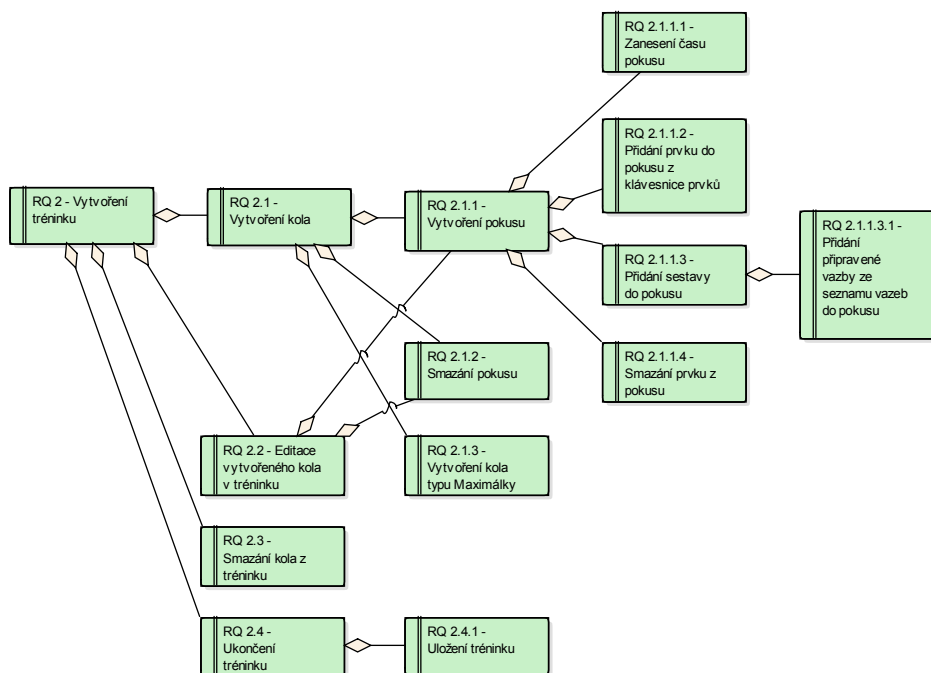 RQ 2.1.1.1 -
Zanesení času
pokusu
RQ 2.1.1.2 -
Přidání prvku do
pokusu z
klávesnice prvků
RQ 2 - Vytvoření
tréninku
RQ 2.1 -
Vytvoření kola
RQ 2.1.1 -
Vytvoření pokusu
RQ 2.1.1.3 -
Přidání sestavy
do pokusu
RQ 2.1.1.3.1 -
Přidání
připravené
vazby ze
seznamu vazeb
do pokusu
RQ 2.1.2 -
Smazání pokusu
RQ 2.1.1.4 -
Smazání prvku z
pokusu
RQ 2.2 - Editace
vytvořeného kola
v tréninku
RQ 2.1.3 -
Vytvoření kola
typu Maximálky
RQ 2.3 -
Smazání kola z
tréninku
RQ 2.4 -
Ukončení
tréninku
RQ 2.4.1 -
Uložení tréninku